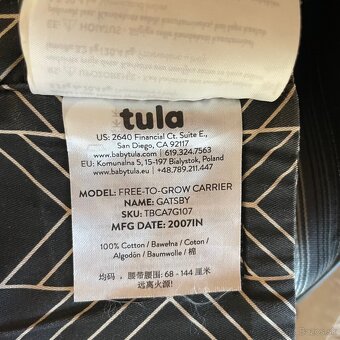 tula
US: 2640 Financial Ct. Suite E.,
San Diego, CA 92117
www.babytula.com | 619.324.7563
EU: Komunalna 5, 15-197 Bialystok, Poland
www.babytula.eu | +48.789.211.447
MODEL: FREE-TO-GROW CARRIER
NAME: GATSBY
SKU: TBCA7G107
MFG DATE: 2007IN
100% Cotton / Bawełna / Coton /
Algodón / Baumwolle / 棉
均码，腰带腰围: 68 - 144 厘米
远离火源!